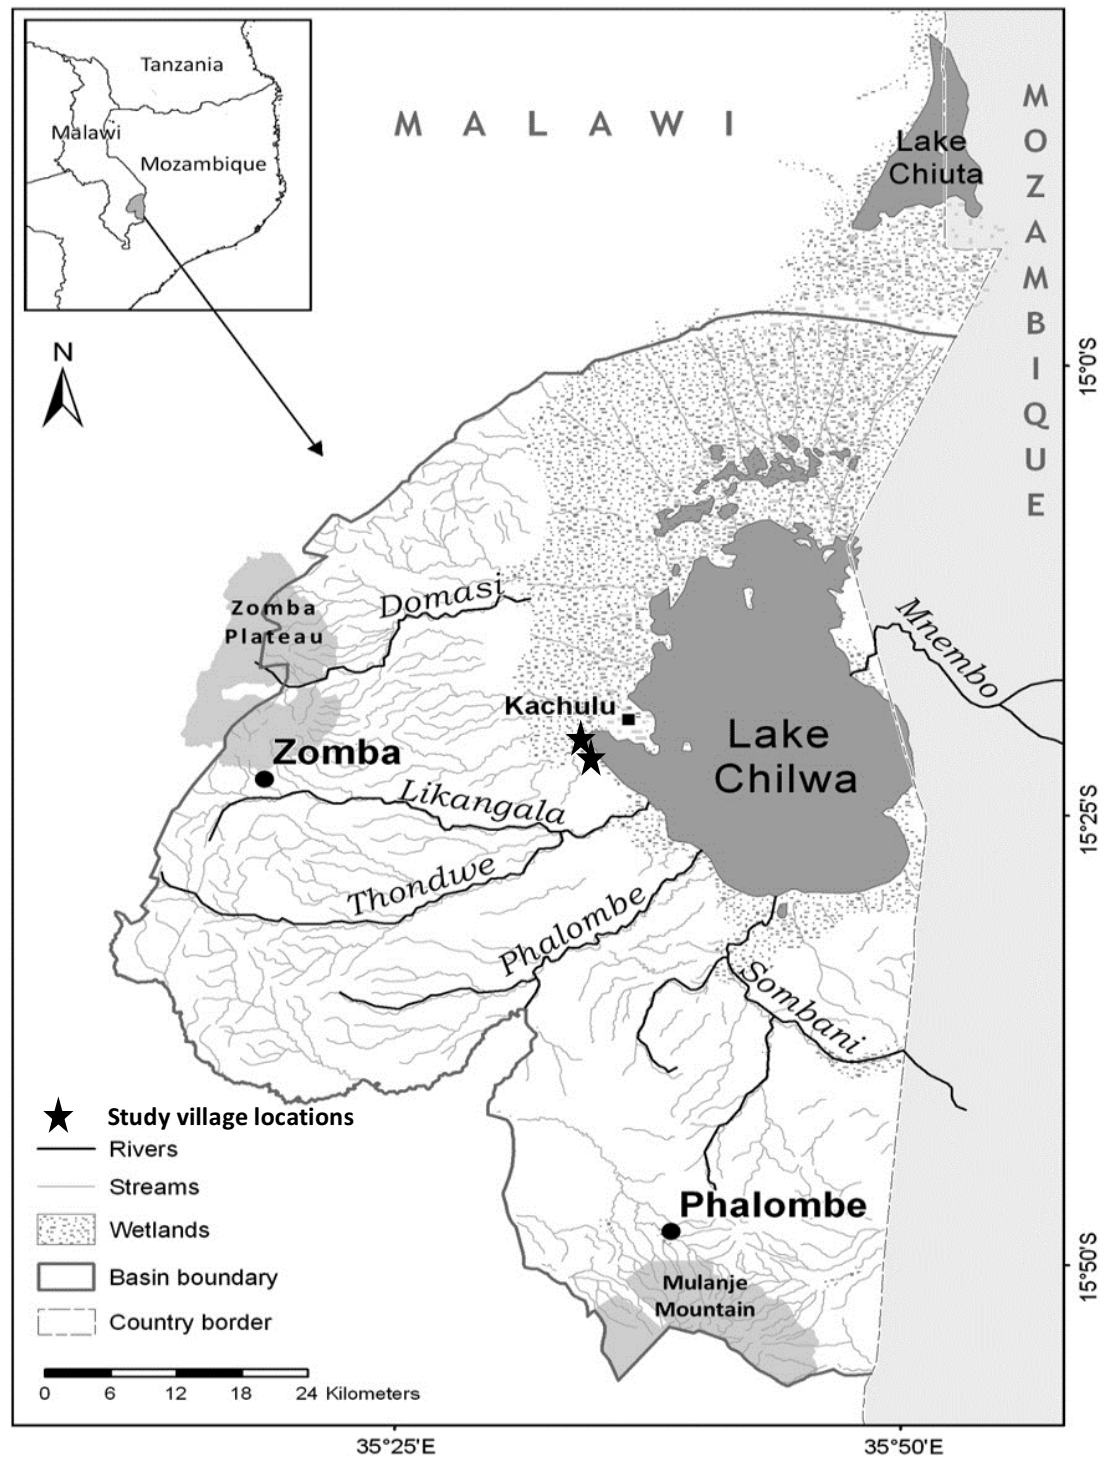 Tanzania
Malawi
Mozambique
MALAWI
MOZAMBIQUE
Lake
Chiuta
N
15°0'S
Domasi
Zomba
Plateau
Mnembo
Kachulu
Zomba
Lake
Chilwa
Likangala
15°25'S
Thondwe
Phalombe
Sombani
Study village locations
Rivers
Streams
Wetlands
Basin boundary
Country border
0 6 12 18 24 Kilometers
Phalombe
Mulanje
Mountain
15°50'S
35°25'E
35°50'E